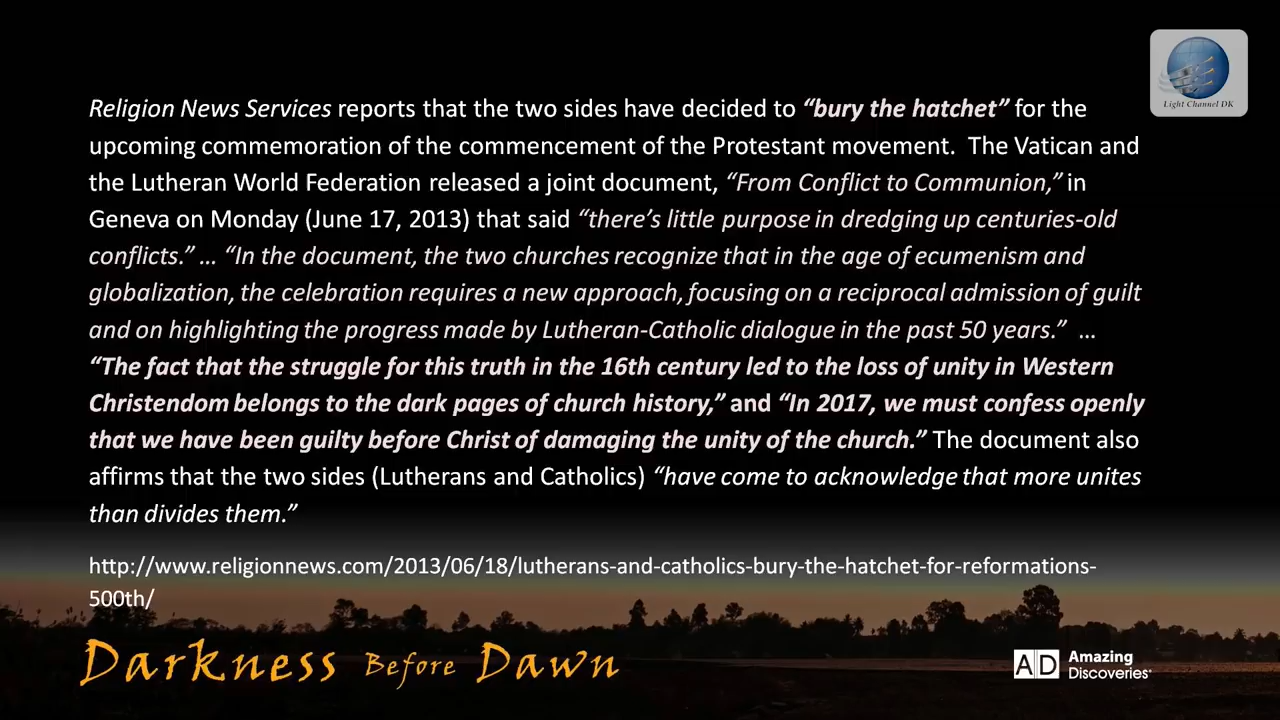 Light Channel DK
Religion News Services reports that the two sides have decided to “bury the hatchet” for the
upcoming commemoration of the commencement of the Protestant movement.  The Vatican and
the Lutheran World Federation released a joint document, “From Conflict to Communion,” in
Geneva on Monday (June 17, 2013) that said “there’s little purpose in dredging up centuries-old
conflicts.” … “In the document, the two churches recognize that in the age of ecumenism and
globalization, the celebration requires a new approach, focusing on a reciprocal admission of guilt
and on highlighting the progress made by Lutheran-Catholic dialogue in the past 50 years.”  …
“The fact that the struggle for this truth in the 16th century led to the loss of unity in Western
Christendom belongs to the dark pages of church history,” and “In 2017, we must confess openly
that we have been guilty before Christ of damaging the unity of the church.” The document also
affirms that the two sides (Lutherans and Catholics) “have come to acknowledge that more unites
than divides them.”
http://www.religionnews.com/2013/06/18/lutherans-and-catholics-bury-the-hatchet-for-reformations-
500th/
Darkness Before Dawn
AD Amazing
Discoveries